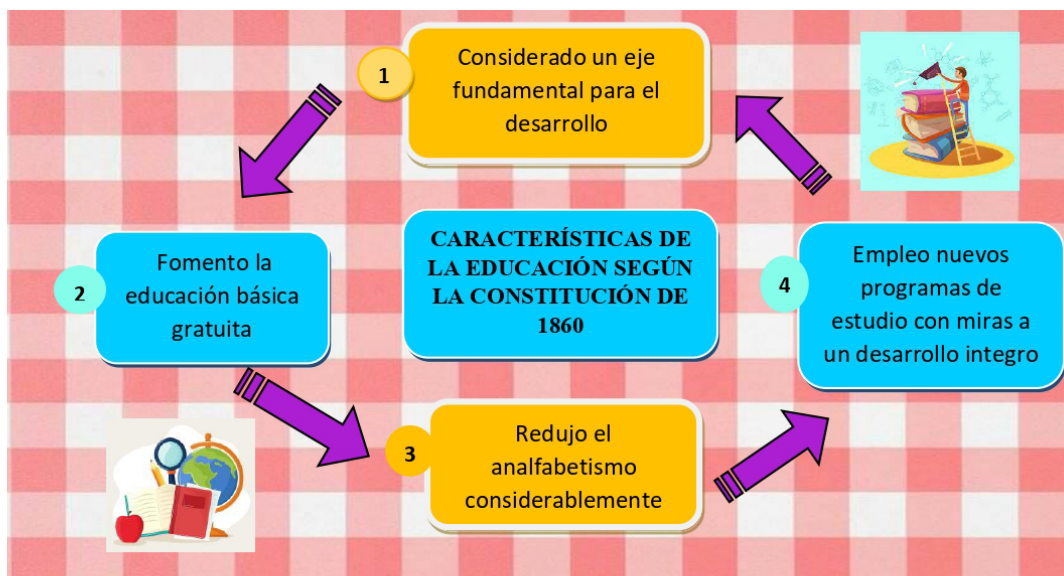 1
Considerado un eje
fundamental para el
desarrollo
2
Fomento la
educación básica
gratuita
CARACTERÍSTICAS DE
LA EDUCACIÓN SEGÚN
LA CONSTITUCIÓN DE
1860
3
Redujo el
analfabetismo
considerablemente
4
Empleo nuevos
programas de
estudio con miras a
un desarrollo integro